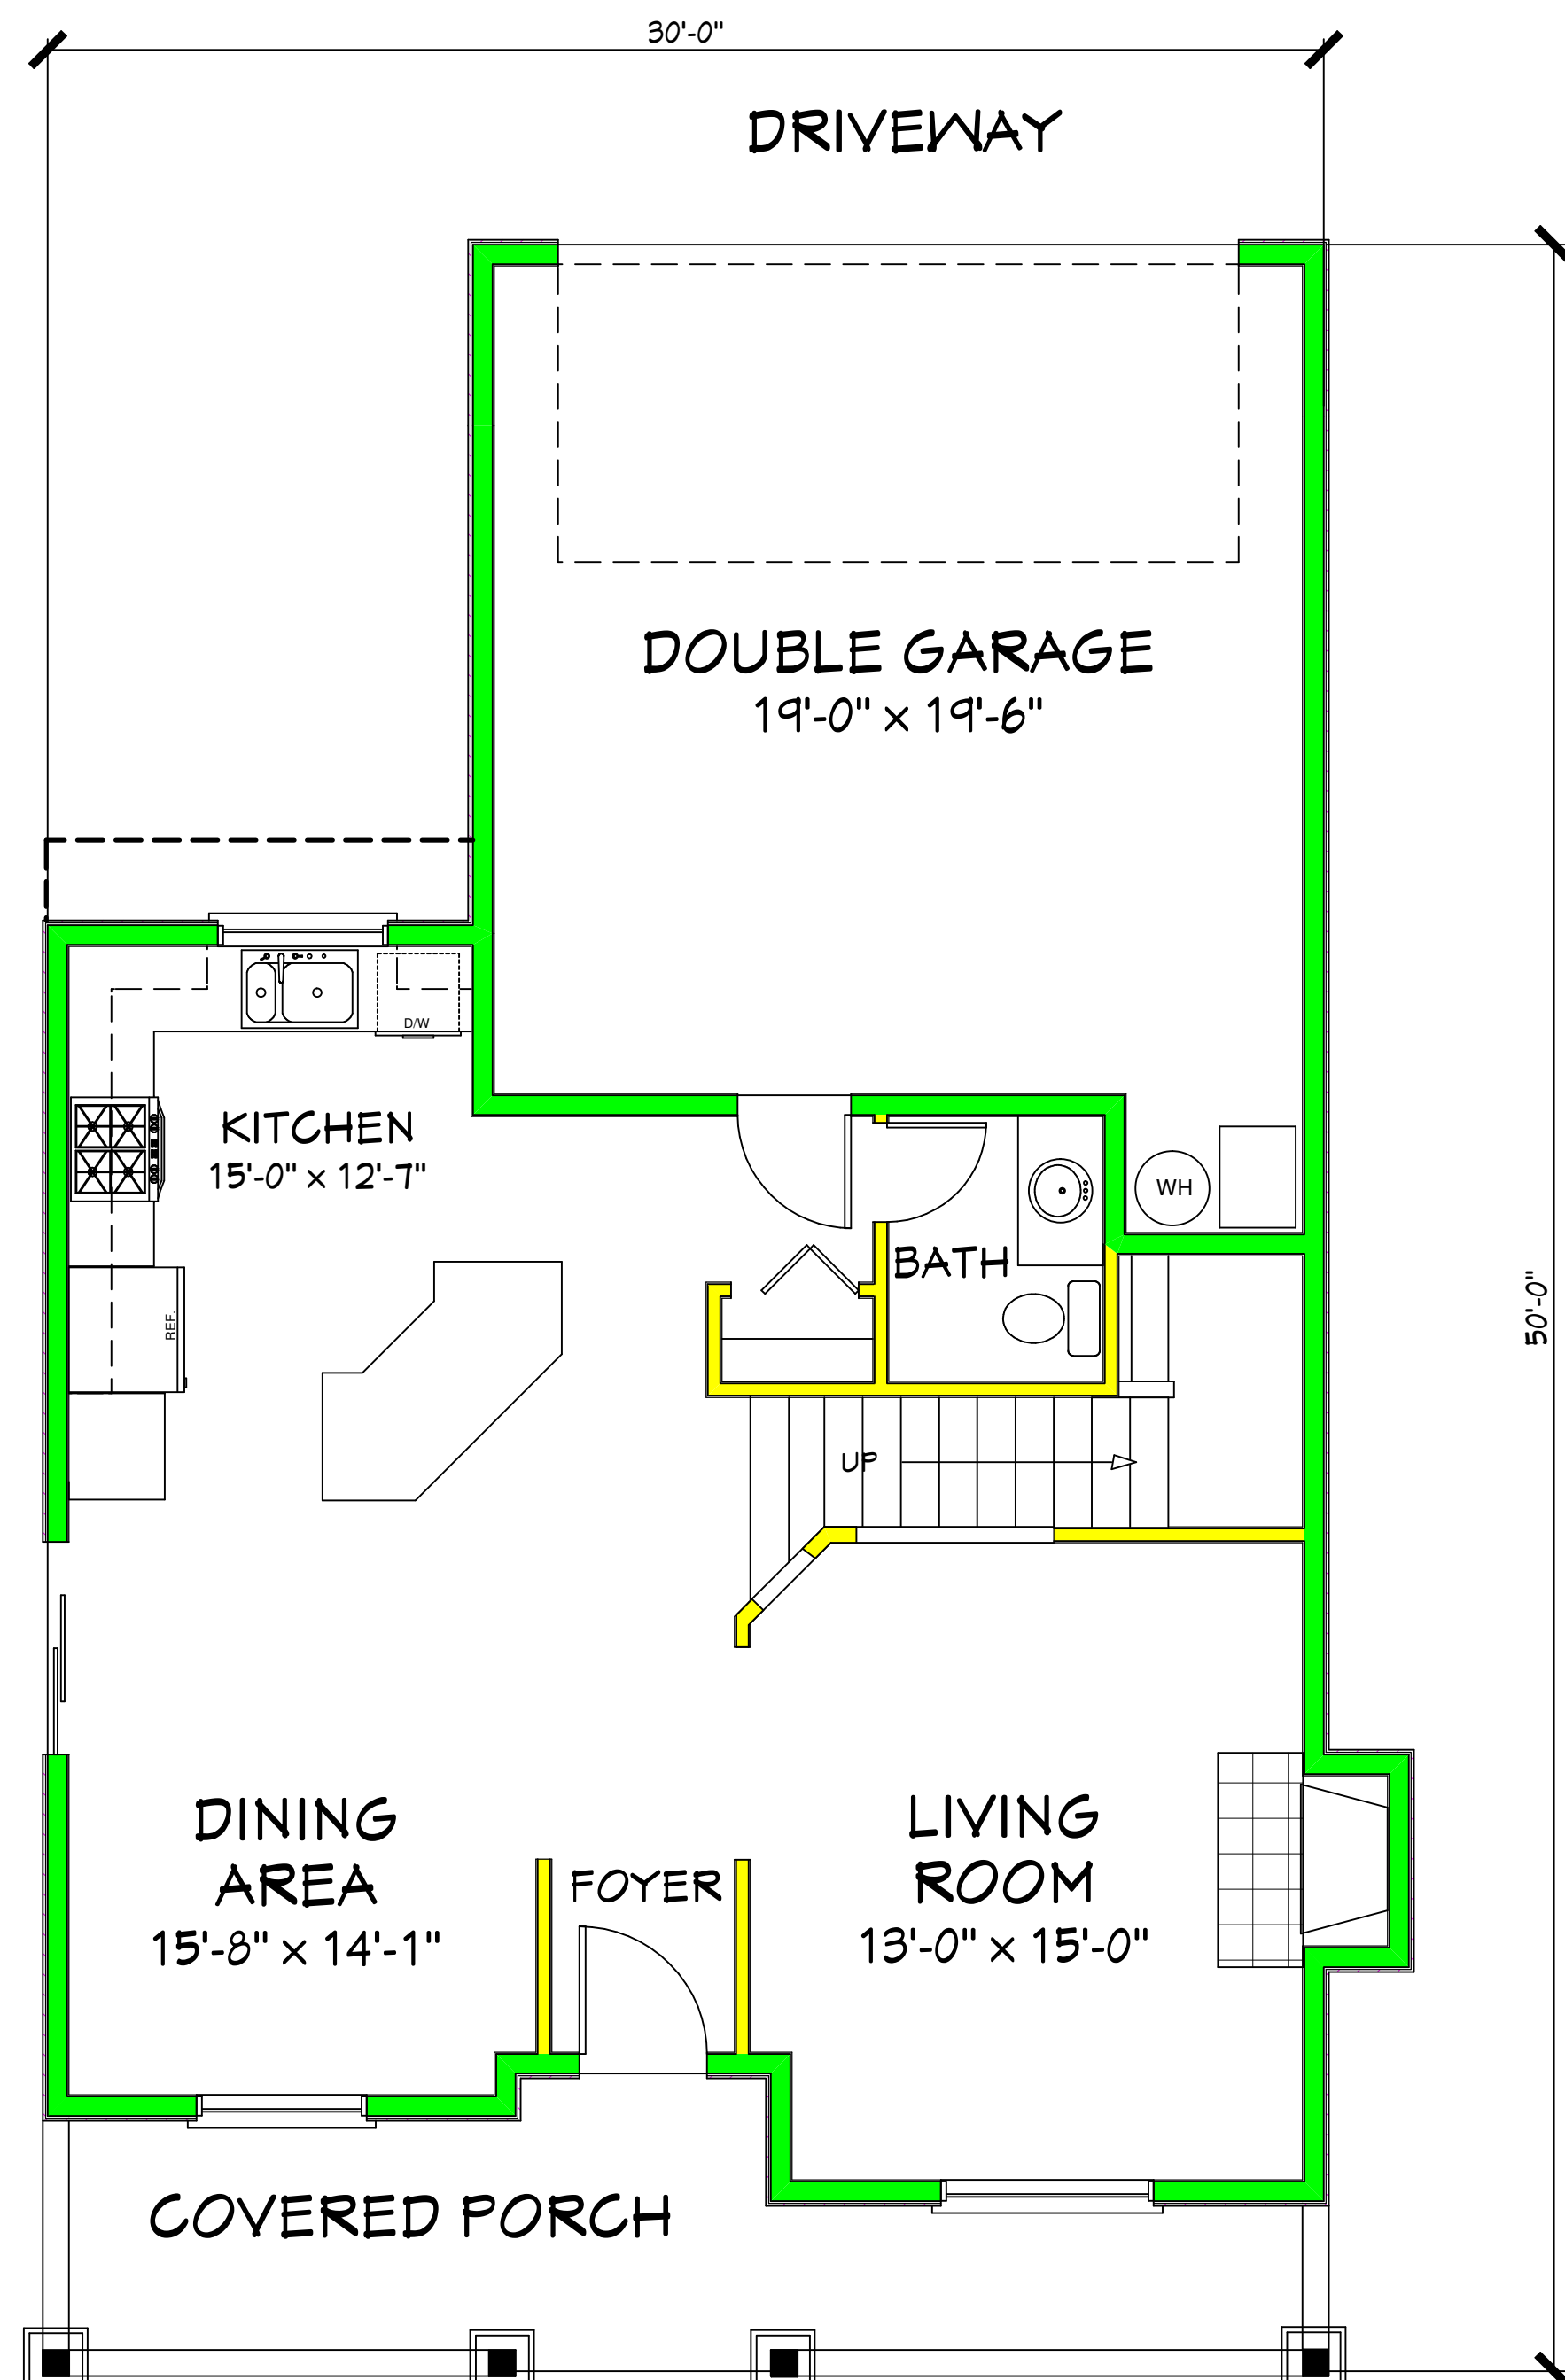 30'-0"
DRIVEWAY
DOUBLE GARAGE
19'-0" x 19'-6"
D/W
KITCHEN
15'-0" x 12'-7"
WH
BATH
REF.
50'-0"
UP
DINING
AREA
15'-8" x 14'-1"
FOYER
LIVING
ROOM
13'-0" x 15'-0"
COVERED PORCH